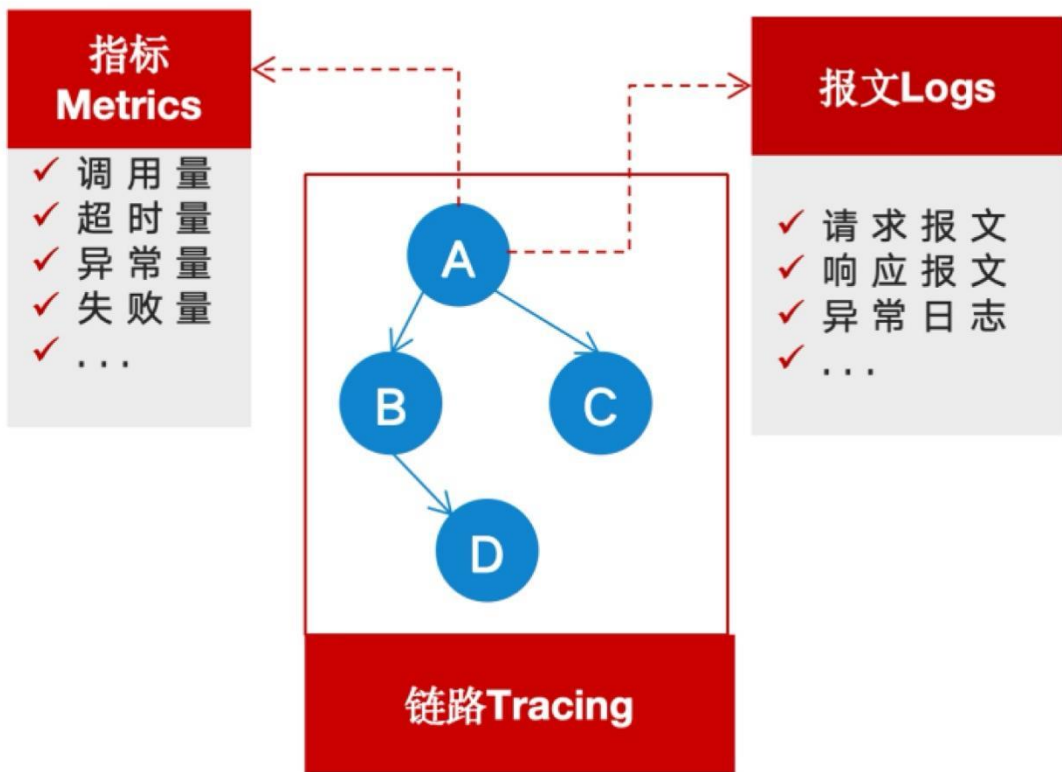 指标
Metrics
✓ 调用量
✓ 超时量
✓ 异常量
✓ 失败量
✓ ...
报文Logs
✓ 请求报文
✓ 响应报文
✓ 异常日志
✓ ...
A
B
C
D
链路Tracing